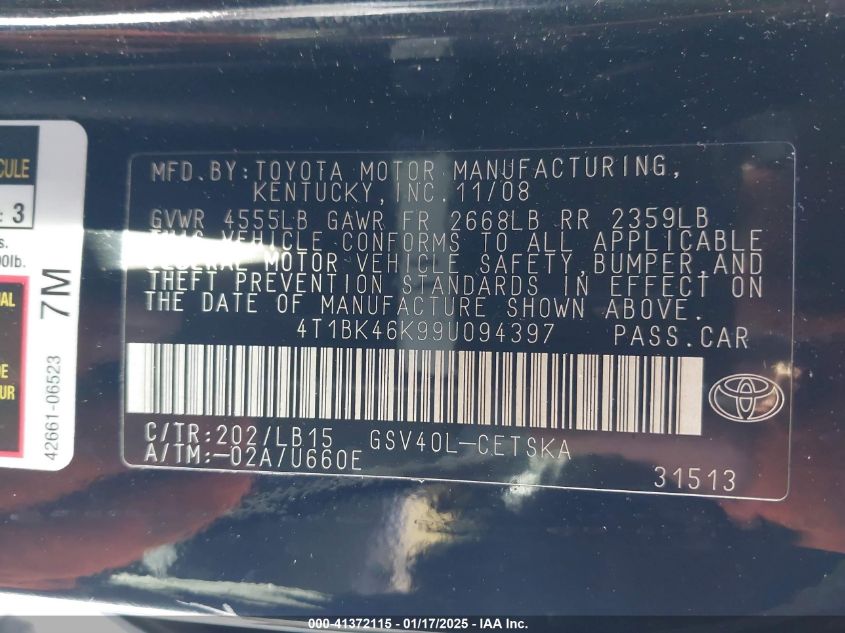 MFD.BY:TOYOTA MOTOR MANUFACTURING,
KENTUCKY,INC.11/08
GVWR 4555LB GAWR FR 2668LB RR 2359LB
THIS VEHICLE CONFORMS TO ALL APPLICABLE
FEDERAL MOTOR VEHICLE SAFETY,BUMPER,AND
THEFT PREVENTION STANDARDS IN EFFECT ON
THE DATE OF MANUFACTURE SHOWN ABOVE.
4T1BK46K99U094397 PASS.CAR
C/TR:202/LB15 GSV40L-CETSKA
A/TM:-02A/U660E
31513
: 3
00lb.
7M
42661-06523
000-41372115 - 01/17/2025 - IAA Inc.